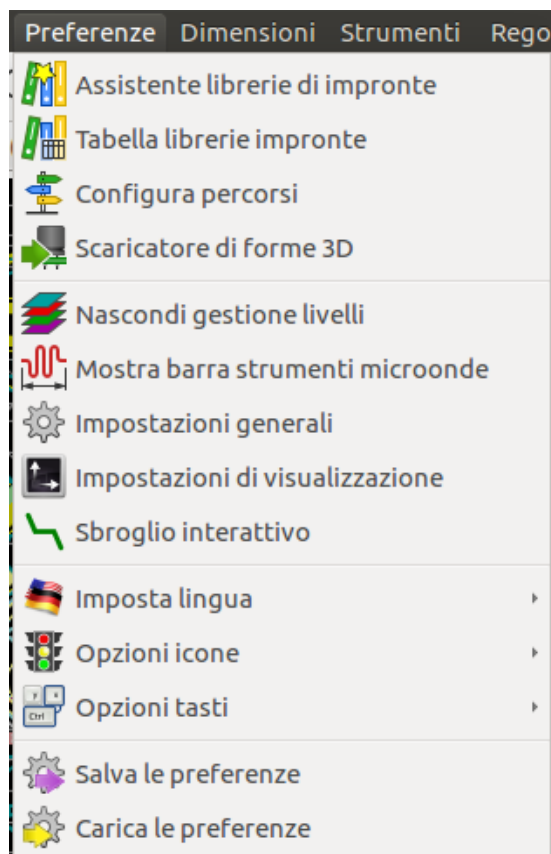 Preferenze Dimensioni Strumenti Rego
Assistente librerie di impronte
Tabella librerie impronte
Configura percorsi
Scaricatore di forme 3D
Nascondi gestione livelli
Mostra barra strumenti microonde
Impostazioni generali
Impostazioni di visualizzazione
Sbroglio interattivo
Imposta lingua
Opzioni icone
Opzioni tasti
Salva le preferenze
Carica le preferenze